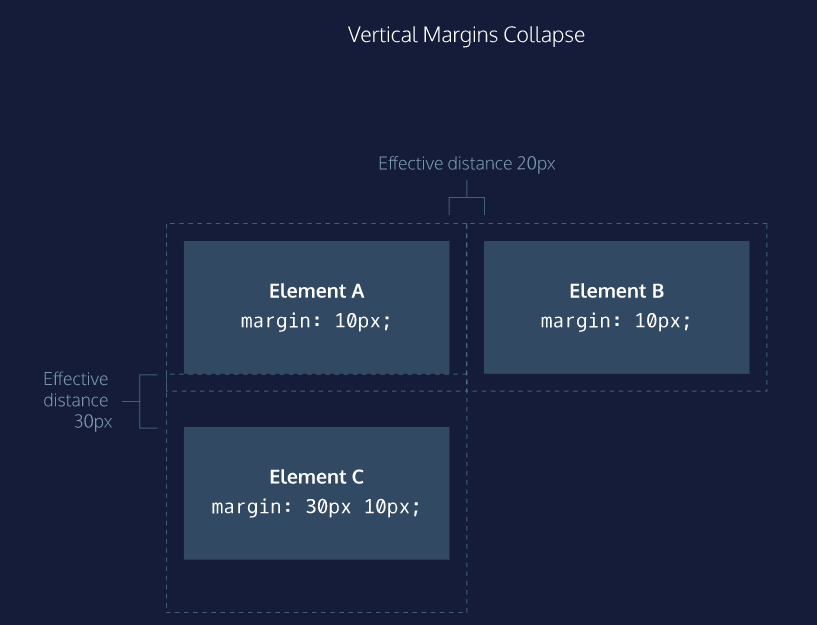 Vertical Margins Collapse
Effective distance 20px
Element A
margin: 10px;
Element B
margin: 10px;
Effective
distance
30px
Element C
margin: 30px 10px;